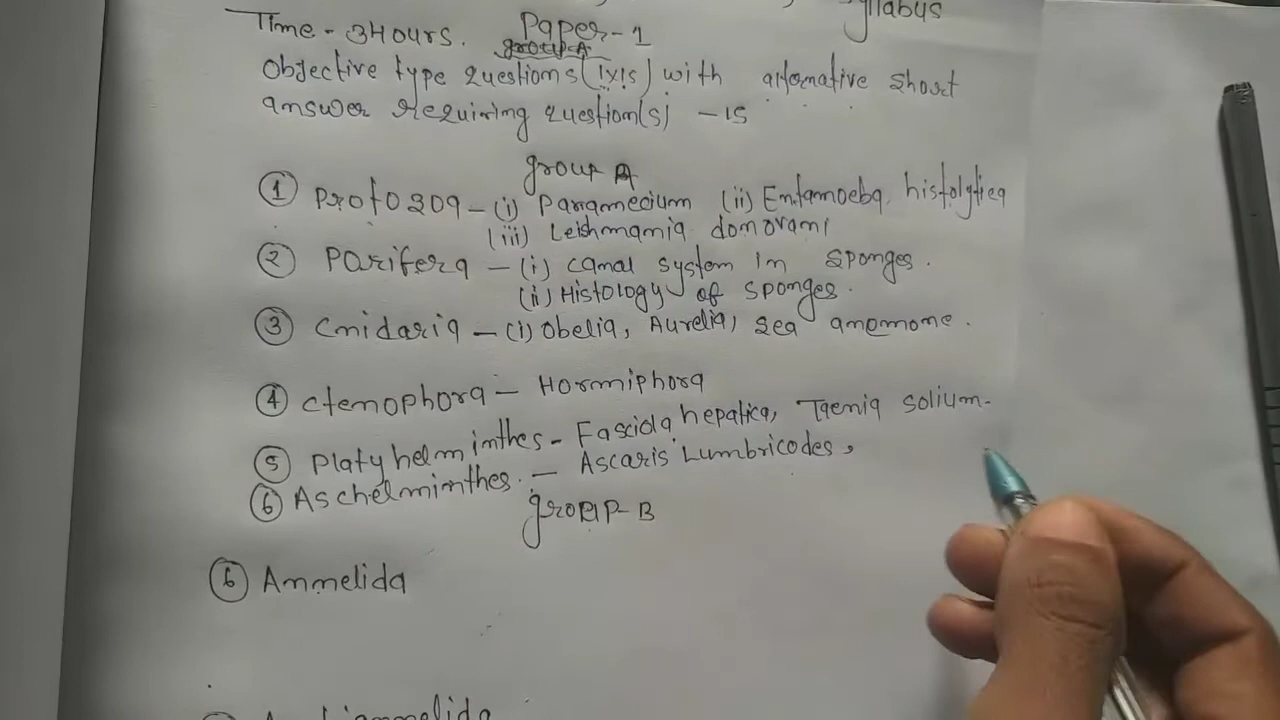 Syllabus
Time - 3Hours. Paper-1
group-A
Objective type questions (1x15) with alternative short
answer requiring question(s) - 15
group A
① Protozoa - (i) Paramecium (ii) Entamoeba histolytica
(iii) Leishmania donovani
② Porifera - (i) canal system in sponges.
(ii) Histology of sponges.
③ Cnidaria - (i) Obelia, Aurelia, sea anemone.
④ Ctenophora - Hormiphora
⑤ Platyhelminthes - Fasciola hepatica, Taenia solium.
⑥ Aschelminthes. - Ascaris Lumbricodes,
group-B
⑥ Annelida